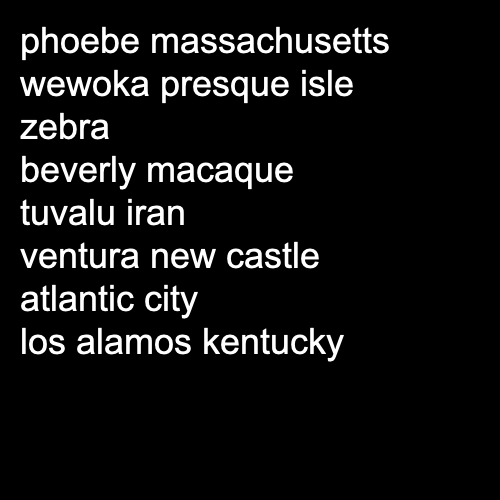 phoebe massachusetts
wewoka presque isle
zebra
beverly macaque
tuvalu iran
ventura new castle
atlantic city
los alamos kentucky